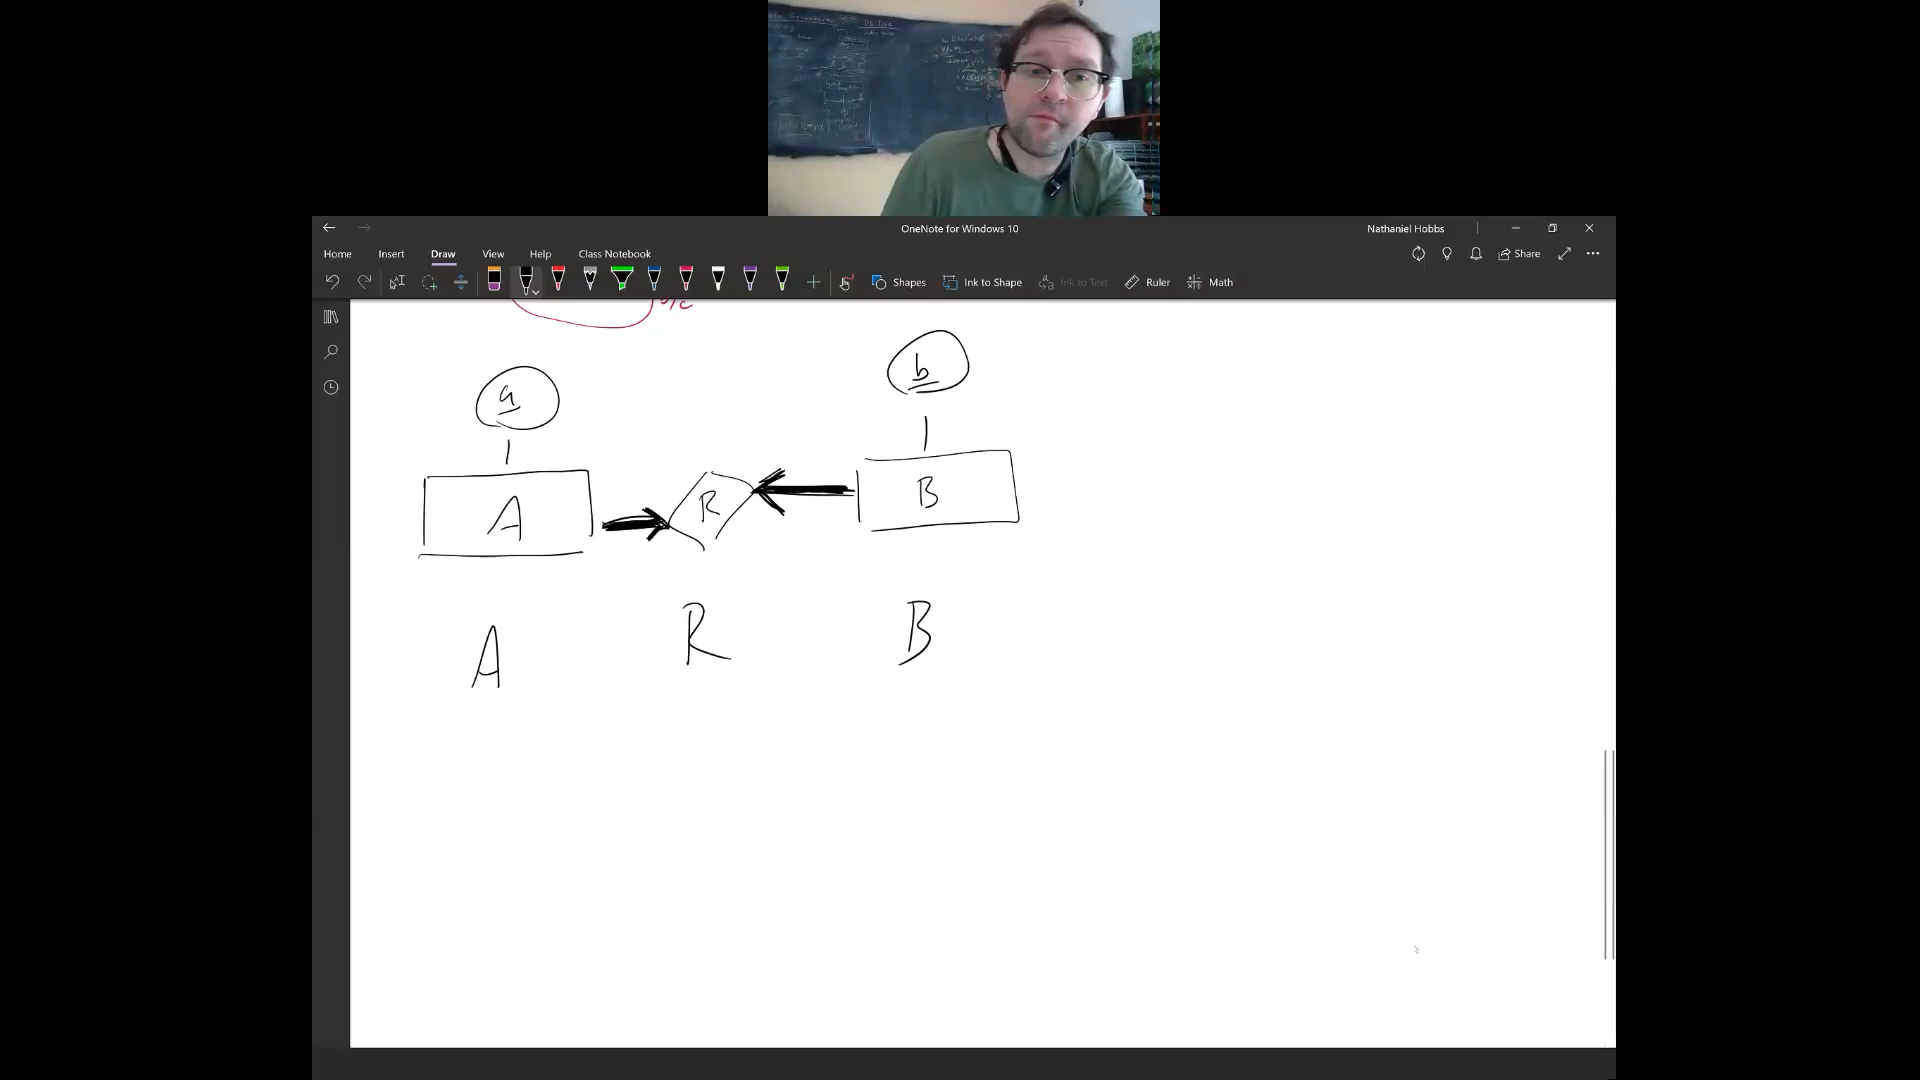 OneNote for Windows 10
Nathaniel Hobbs
Home Insert Draw View Help Class Notebook
Share
Shapes Ink to Shape Ink to Text Ruler Math
b
a
A R B
A R B